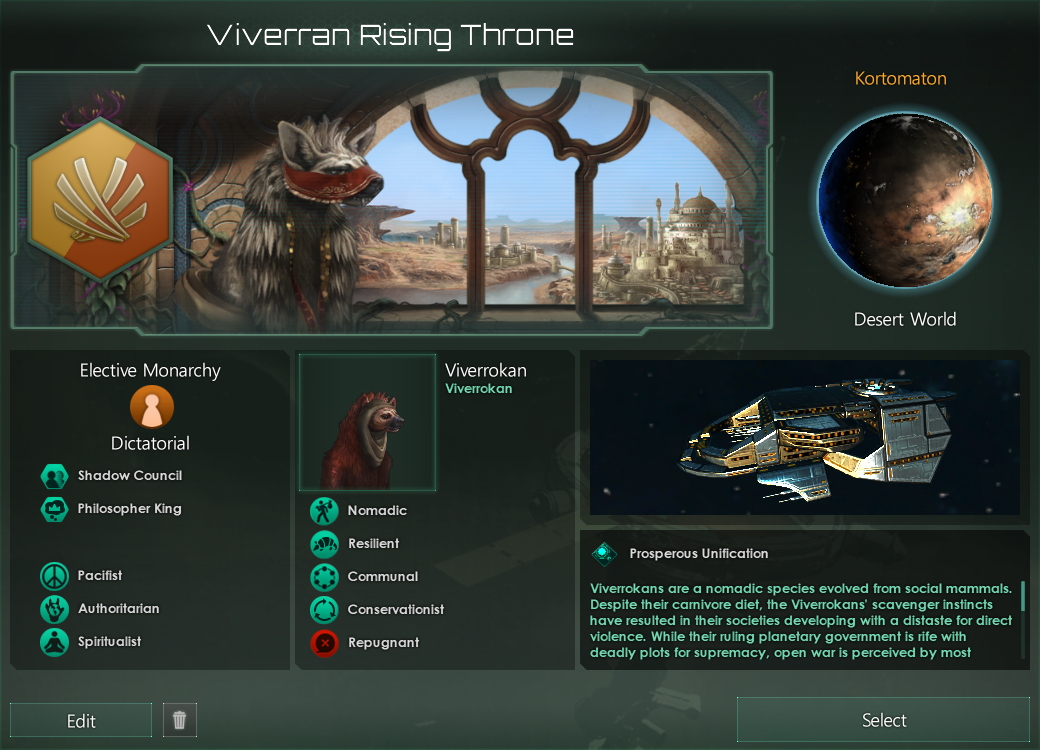 Viverran Rising Throne
Kortomaton
Desert World
Elective Monarchy
Dictatorial
Shadow Council
Philosopher King
Pacifist
Authoritarian
Spiritualist
Viverrokan
Viverrokan
Nomadic
Resilient
Communal
Conservationist
Repugnant
Prosperous Unification
Viverrokans are a nomadic species evolved from social mammals.
Despite their carnivore diet, the Viverrokans' scavenger instincts
have resulted in their societies developing with a distaste for direct
violence. While their ruling planetary government is rife with
deadly plots for supremacy, open war is perceived by most
Edit
Select